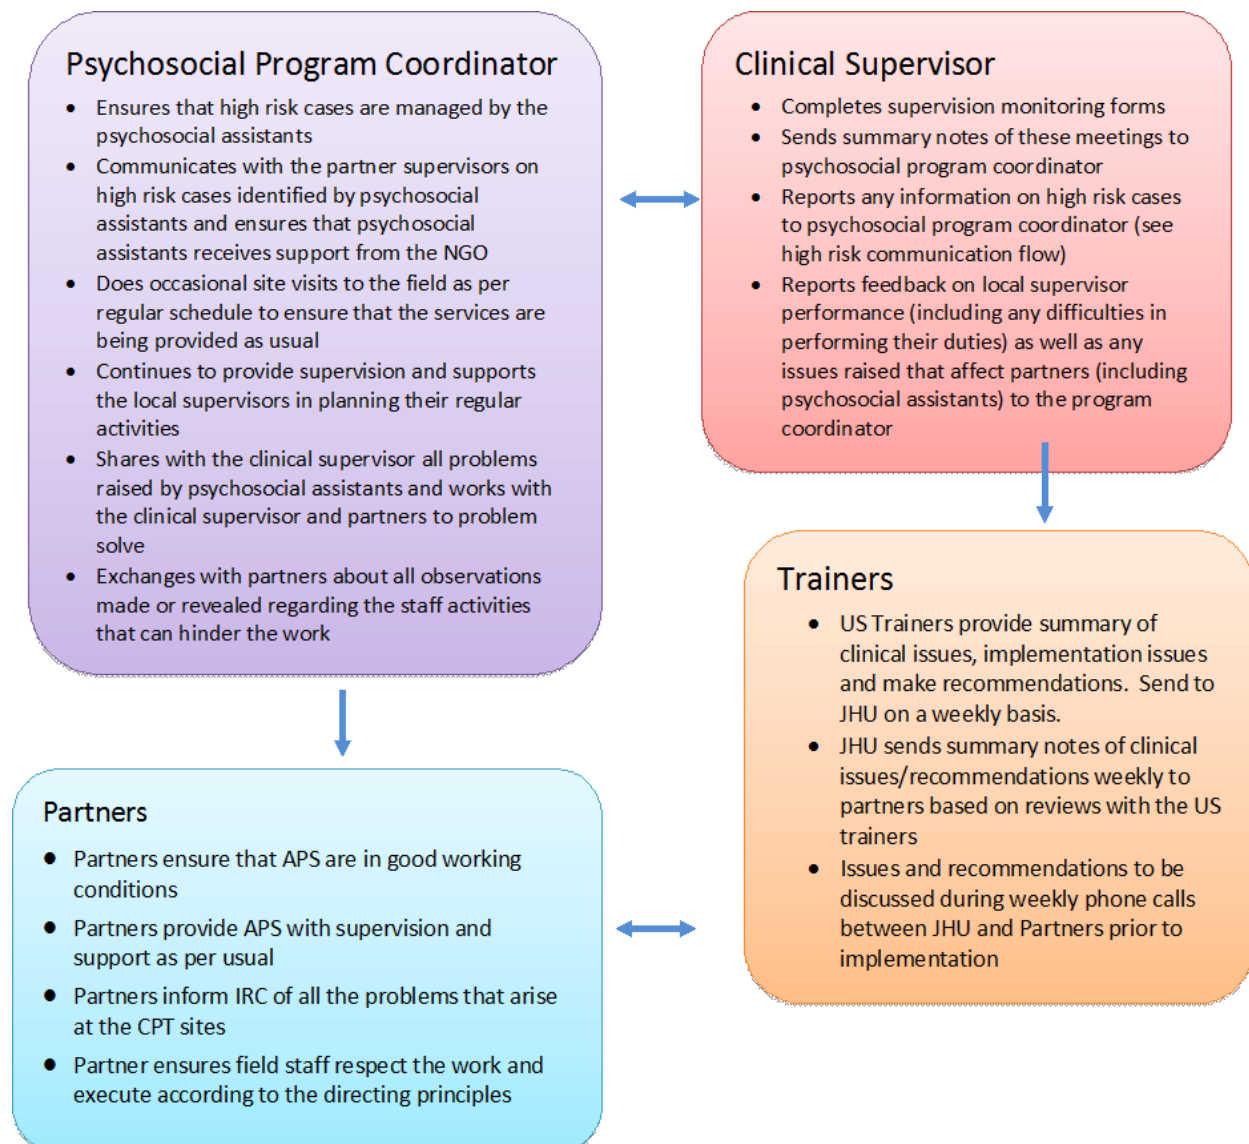 Psychosocial Program Coordinator
• Ensures that high risk cases are managed by the
psychosocial assistants
• Communicates with the partner supervisors on
high risk cases identified by psychosocial
assistants and ensures that psychosocial
assistants receives support from the NGO
• Does occasional site visits to the field as per
regular schedule to ensure that the services are
being provided as usual
• Continues to provide supervision and supports
the local supervisors in planning their regular
activities
• Shares with the clinical supervisor all problems
raised by psychosocial assistants and works with
the clinical supervisor and partners to problem
solve
• Exchanges with partners about all observations
made or revealed regarding the staff activities
that can hinder the work
Clinical Supervisor
• Completes supervision monitoring forms
• Sends summary notes of these meetings to
psychosocial program coordinator
• Reports any information on high risk cases
to psychosocial program coordinator (see
high risk communication flow)
• Reports feedback on local supervisor
performance (including any difficulties in
performing their duties) as well as any
issues raised that affect partners (including
psychosocial assistants) to the program
coordinator
Trainers
• US Trainers provide summary of
clinical issues, implementation issues
and make recommendations.  Send to
JHU on a weekly basis.
• JHU sends summary notes of clinical
issues/recommendations weekly to
partners based on reviews with the US
trainers
• Issues and recommendations to be
discussed during weekly phone calls
between JHU and Partners prior to
implementation
Partners
• Partners ensure that APS are in good working
conditions
• Partners provide APS with supervision and
support as per usual
• Partners inform IRC of all the problems that arise
at the CPT sites
• Partner ensures field staff respect the work and
execute according to the directing principles